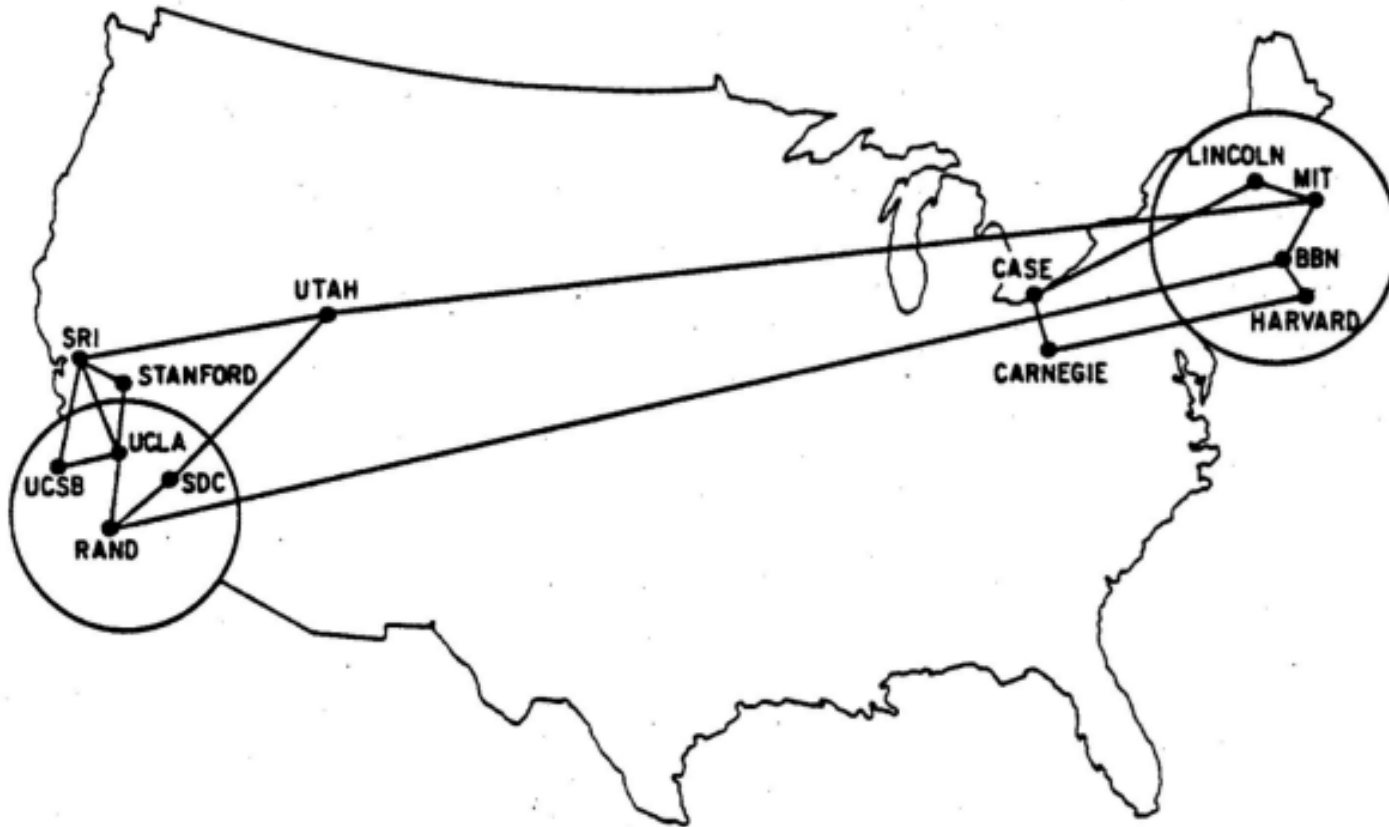 LINCOLN
MIT
BBN
CASE
HARVARD
UTAH
SRI
STANFORD
CARNEGIE
UCLA
UCSB
SDC
RAND